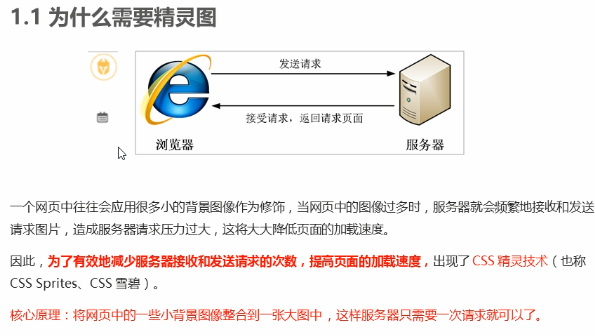 1.1 为什么需要精灵图
发送请求
接受请求，返回请求页面
浏览器
服务器
一个网页中往往会应用很多小的背景图像作为修饰，当网页中的图像过多时，服务器就会频繁地接收和发送
请求图片，造成服务器请求压力过大，这将大大降低页面的加载速度。
因此，为了有效地减少服务器接收和发送请求的次数，提高页面的加载速度，出现了 CSS 精灵技术（也称
CSS Sprites、CSS 雪碧）。
核心原理：将网页中的一些小背景图像整合到一张大图中，这样服务器只需要一次请求就可以了。